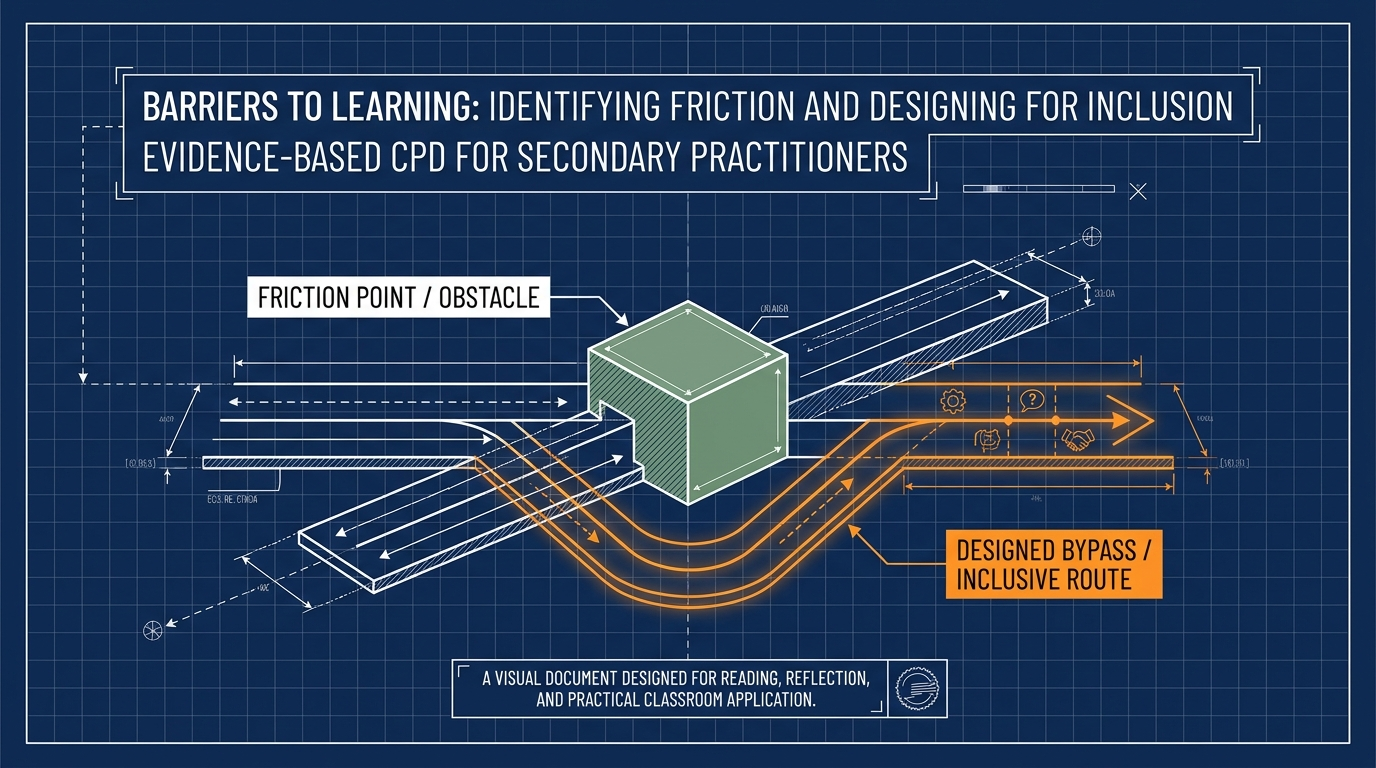 BARRIERS TO LEARNING: IDENTIFYING FRICTION AND DESIGNING FOR INCLUSION
EVIDENCE-BASED CPD FOR SECONDARY PRACTITIONERS
FRICTION POINT / OBSTACLE
?
DESIGNED BYPASS /
INCLUSIVE ROUTE
A VISUAL DOCUMENT DESIGNED FOR READING, REFLECTION,
AND PRACTICAL CLASSROOM APPLICATION.